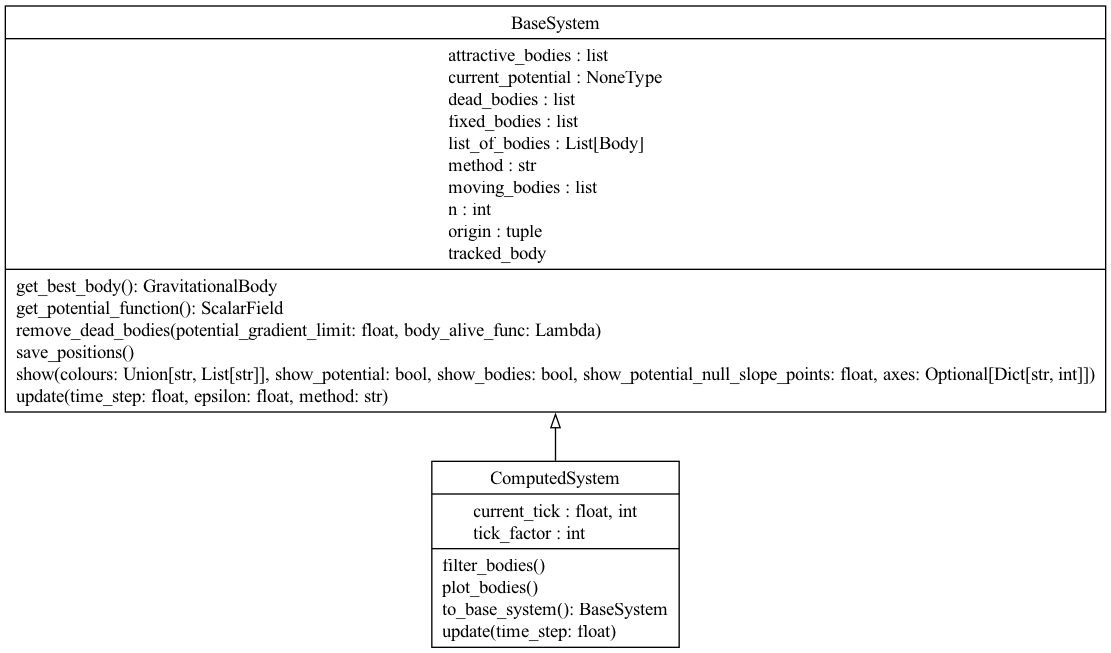 BaseSystem
attractive_bodies : list
current_potential : NoneType
dead_bodies : list
fixed_bodies : list
list_of_bodies : List[Body]
method : str
moving_bodies : list
n : int
origin : tuple
tracked_body
get_best_body(): GravitationalBody
get_potential_function(): ScalarField
remove_dead_bodies(potential_gradient_limit: float, body_alive_func: Lambda)
save_positions()
show(colours: Union[str, List[str]], show_potential: bool, show_bodies: bool, show_potential_null_slope_points: float, axes: Optional[Dict[str, int]])
update(time_step: float, epsilon: float, method: str)
ComputedSystem
current_tick : float, int
tick_factor : int
filter_bodies()
plot_bodies()
to_base_system(): BaseSystem
update(time_step: float)